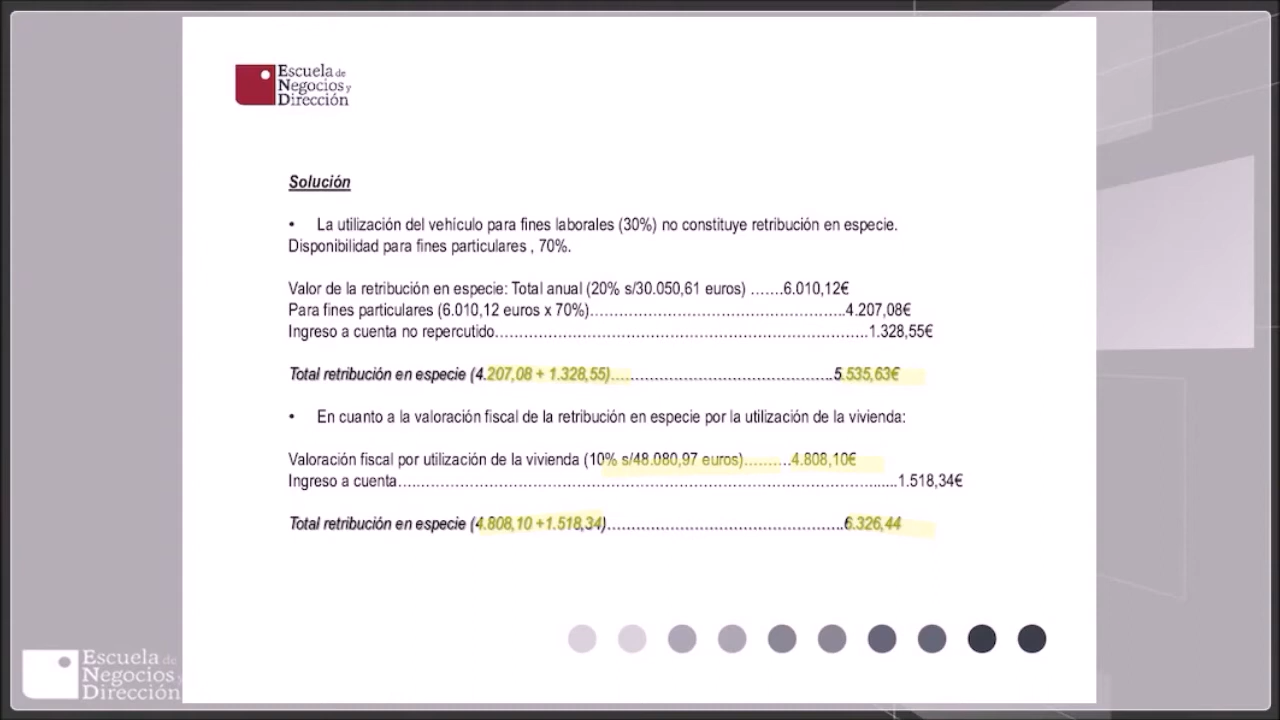 Escuela de
Negocios y
Dirección
Solución
• La utilización del vehículo para fines laborales (30%) no constituye retribución en especie.
Disponibilidad para fines particulares , 70%.
Valor de la retribución en especie: Total anual (20% s/30.050,61 euros) .......6.010,12€
Para fines particulares (6.010,12 euros x 70%)..............................................................4.207,08€
Ingreso a cuenta no repercutido...........................................................................................1.328,55€
Total retribución en especie (4.207,08 + 1.328,55)......................................................5.535,63€
• En cuanto a la valoración fiscal de la retribución en especie por la utilización de la vivienda:
Valoración fiscal por utilización de la vivienda (10% s/48.080,97 euros)...........4.808,10€
Ingreso a cuenta..........................................................................................................................1.518,34€
Total retribución en especie (4.808,10 +1.518,34)..........................................................6.326,44
Escuela de
Negocios y
Dirección